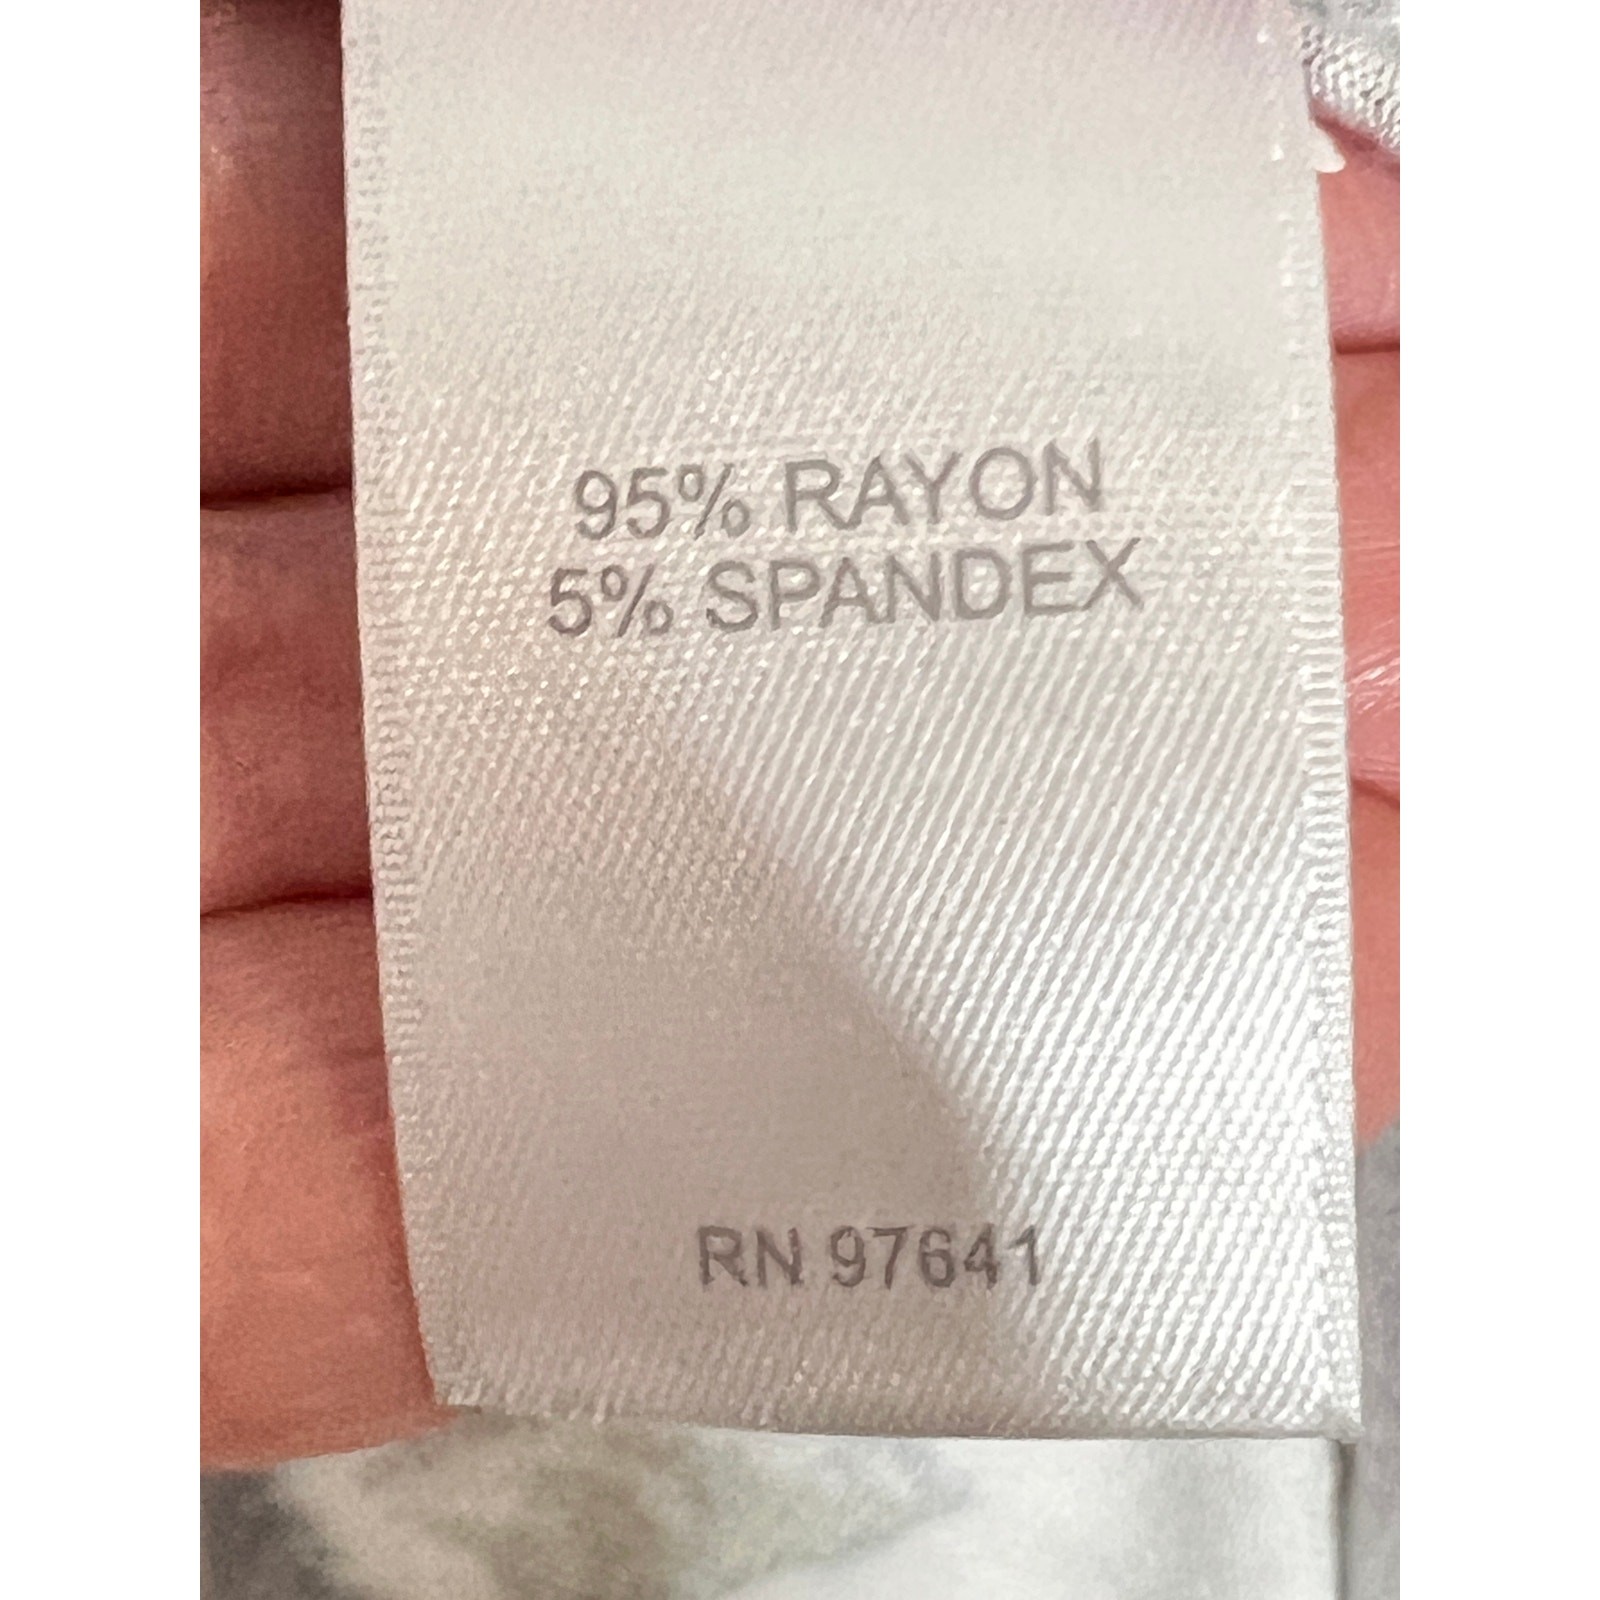 95% RAYON
5% SPANDEX
RN 97641